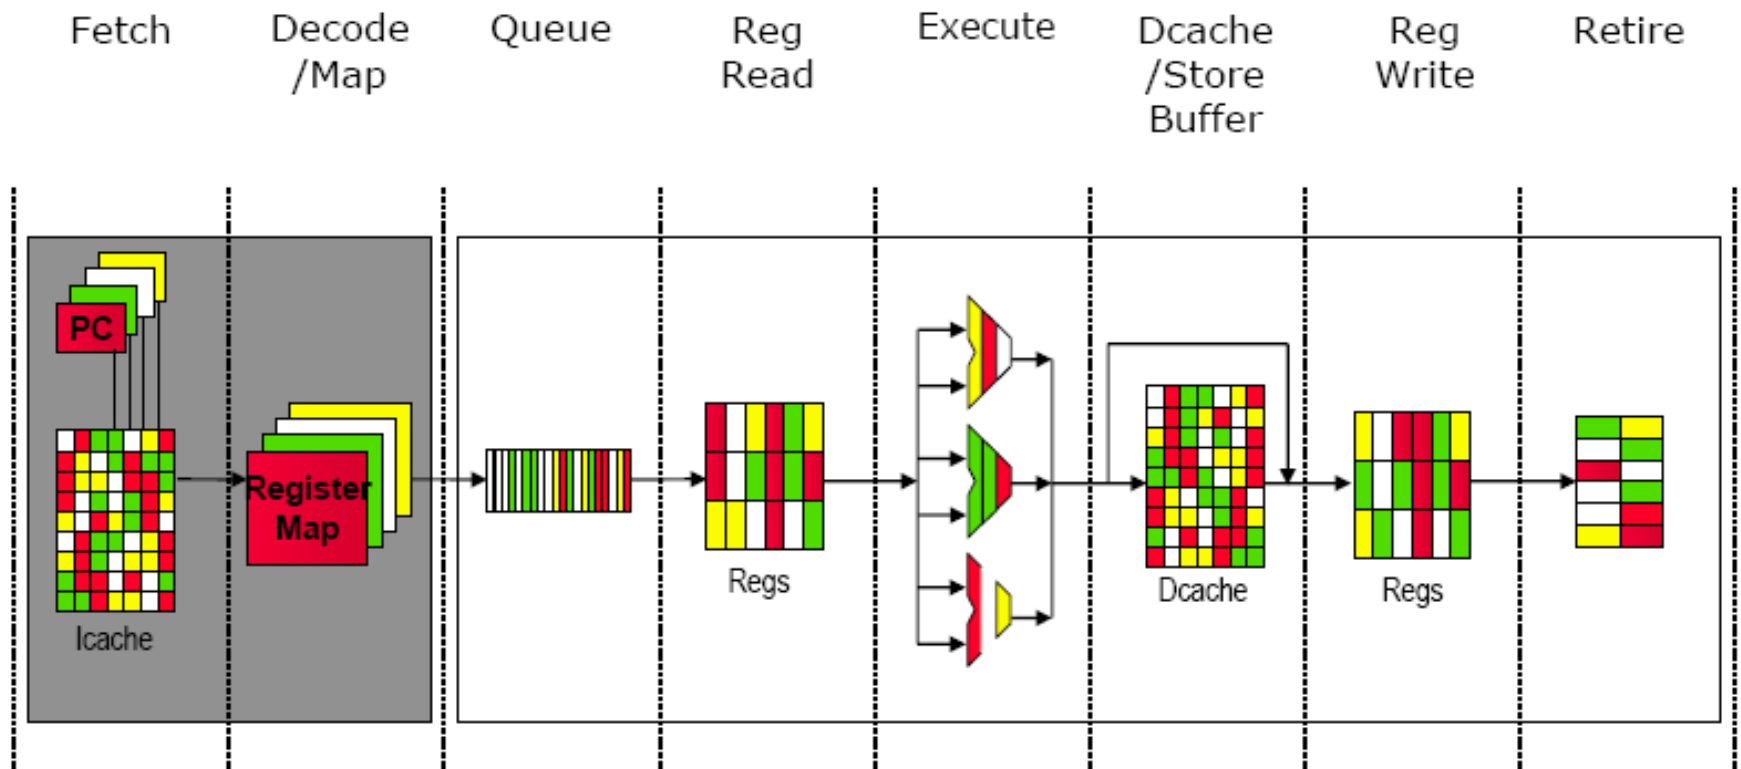 Fetch
Decode
/Map
Queue
Reg
Read
Execute
Dcache
/Store
Buffer
Reg
Write
Retire
PC
Icache
Register
Map
Regs
Dcache
Regs